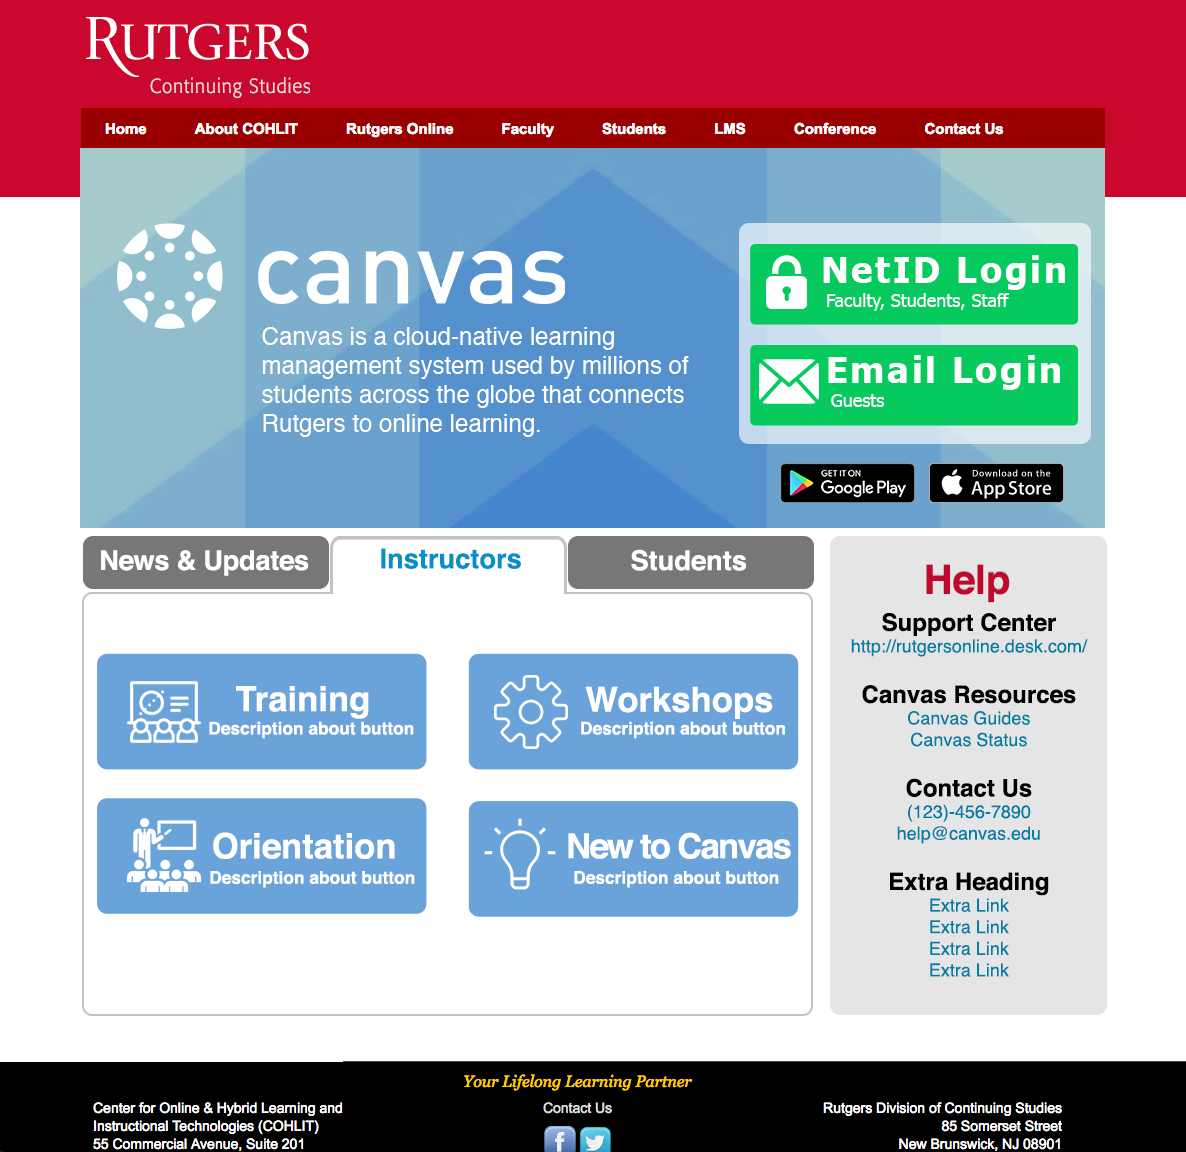 RUTGERS
Continuing Studies
Home About COHLIT Rutgers Online Faculty Students LMS Conference Contact Us
canvas
Canvas is a cloud-native learning
management system used by millions of
students across the globe that connects
Rutgers to online learning.
NetID Login
Faculty, Students, Staff
Email Login
Guests
GET IT ON
Google Play
Download on the
App Store
News & Updates
Instructors
Students
Training
Description about button
Workshops
Description about button
Orientation
Description about button
New to Canvas
Description about button
Help
Support Center
http://rutgersonline.desk.com/
Canvas Resources
Canvas Guides
Canvas Status
Contact Us
(123)-456-7890
help@canvas.edu
Extra Heading
Extra Link
Extra Link
Extra Link
Extra Link
Your Lifelong Learning Partner
Center for Online & Hybrid Learning and
Instructional Technologies (COHLIT)
55 Commercial Avenue, Suite 201
Contact Us
f
Rutgers Division of Continuing Studies
85 Somerset Street
New Brunswick, NJ 08901